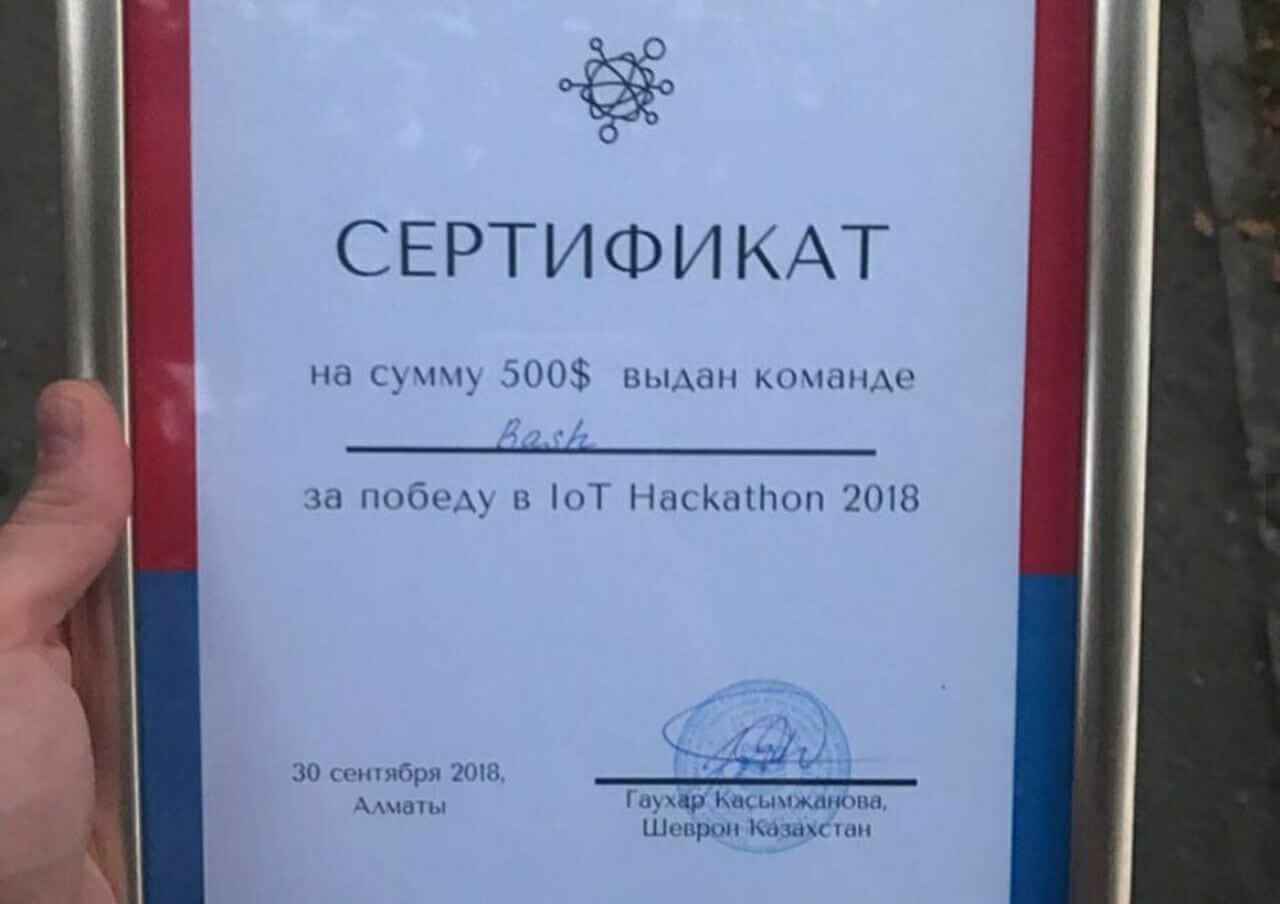 СЕРТИФИКАТ
на сумму 500$ выдан команде
Bash
за победу в IoT Hackathon 2018
30 сентября 2018,
Алматы
Гаухар Касымжанова,
Шеврон Казахстан